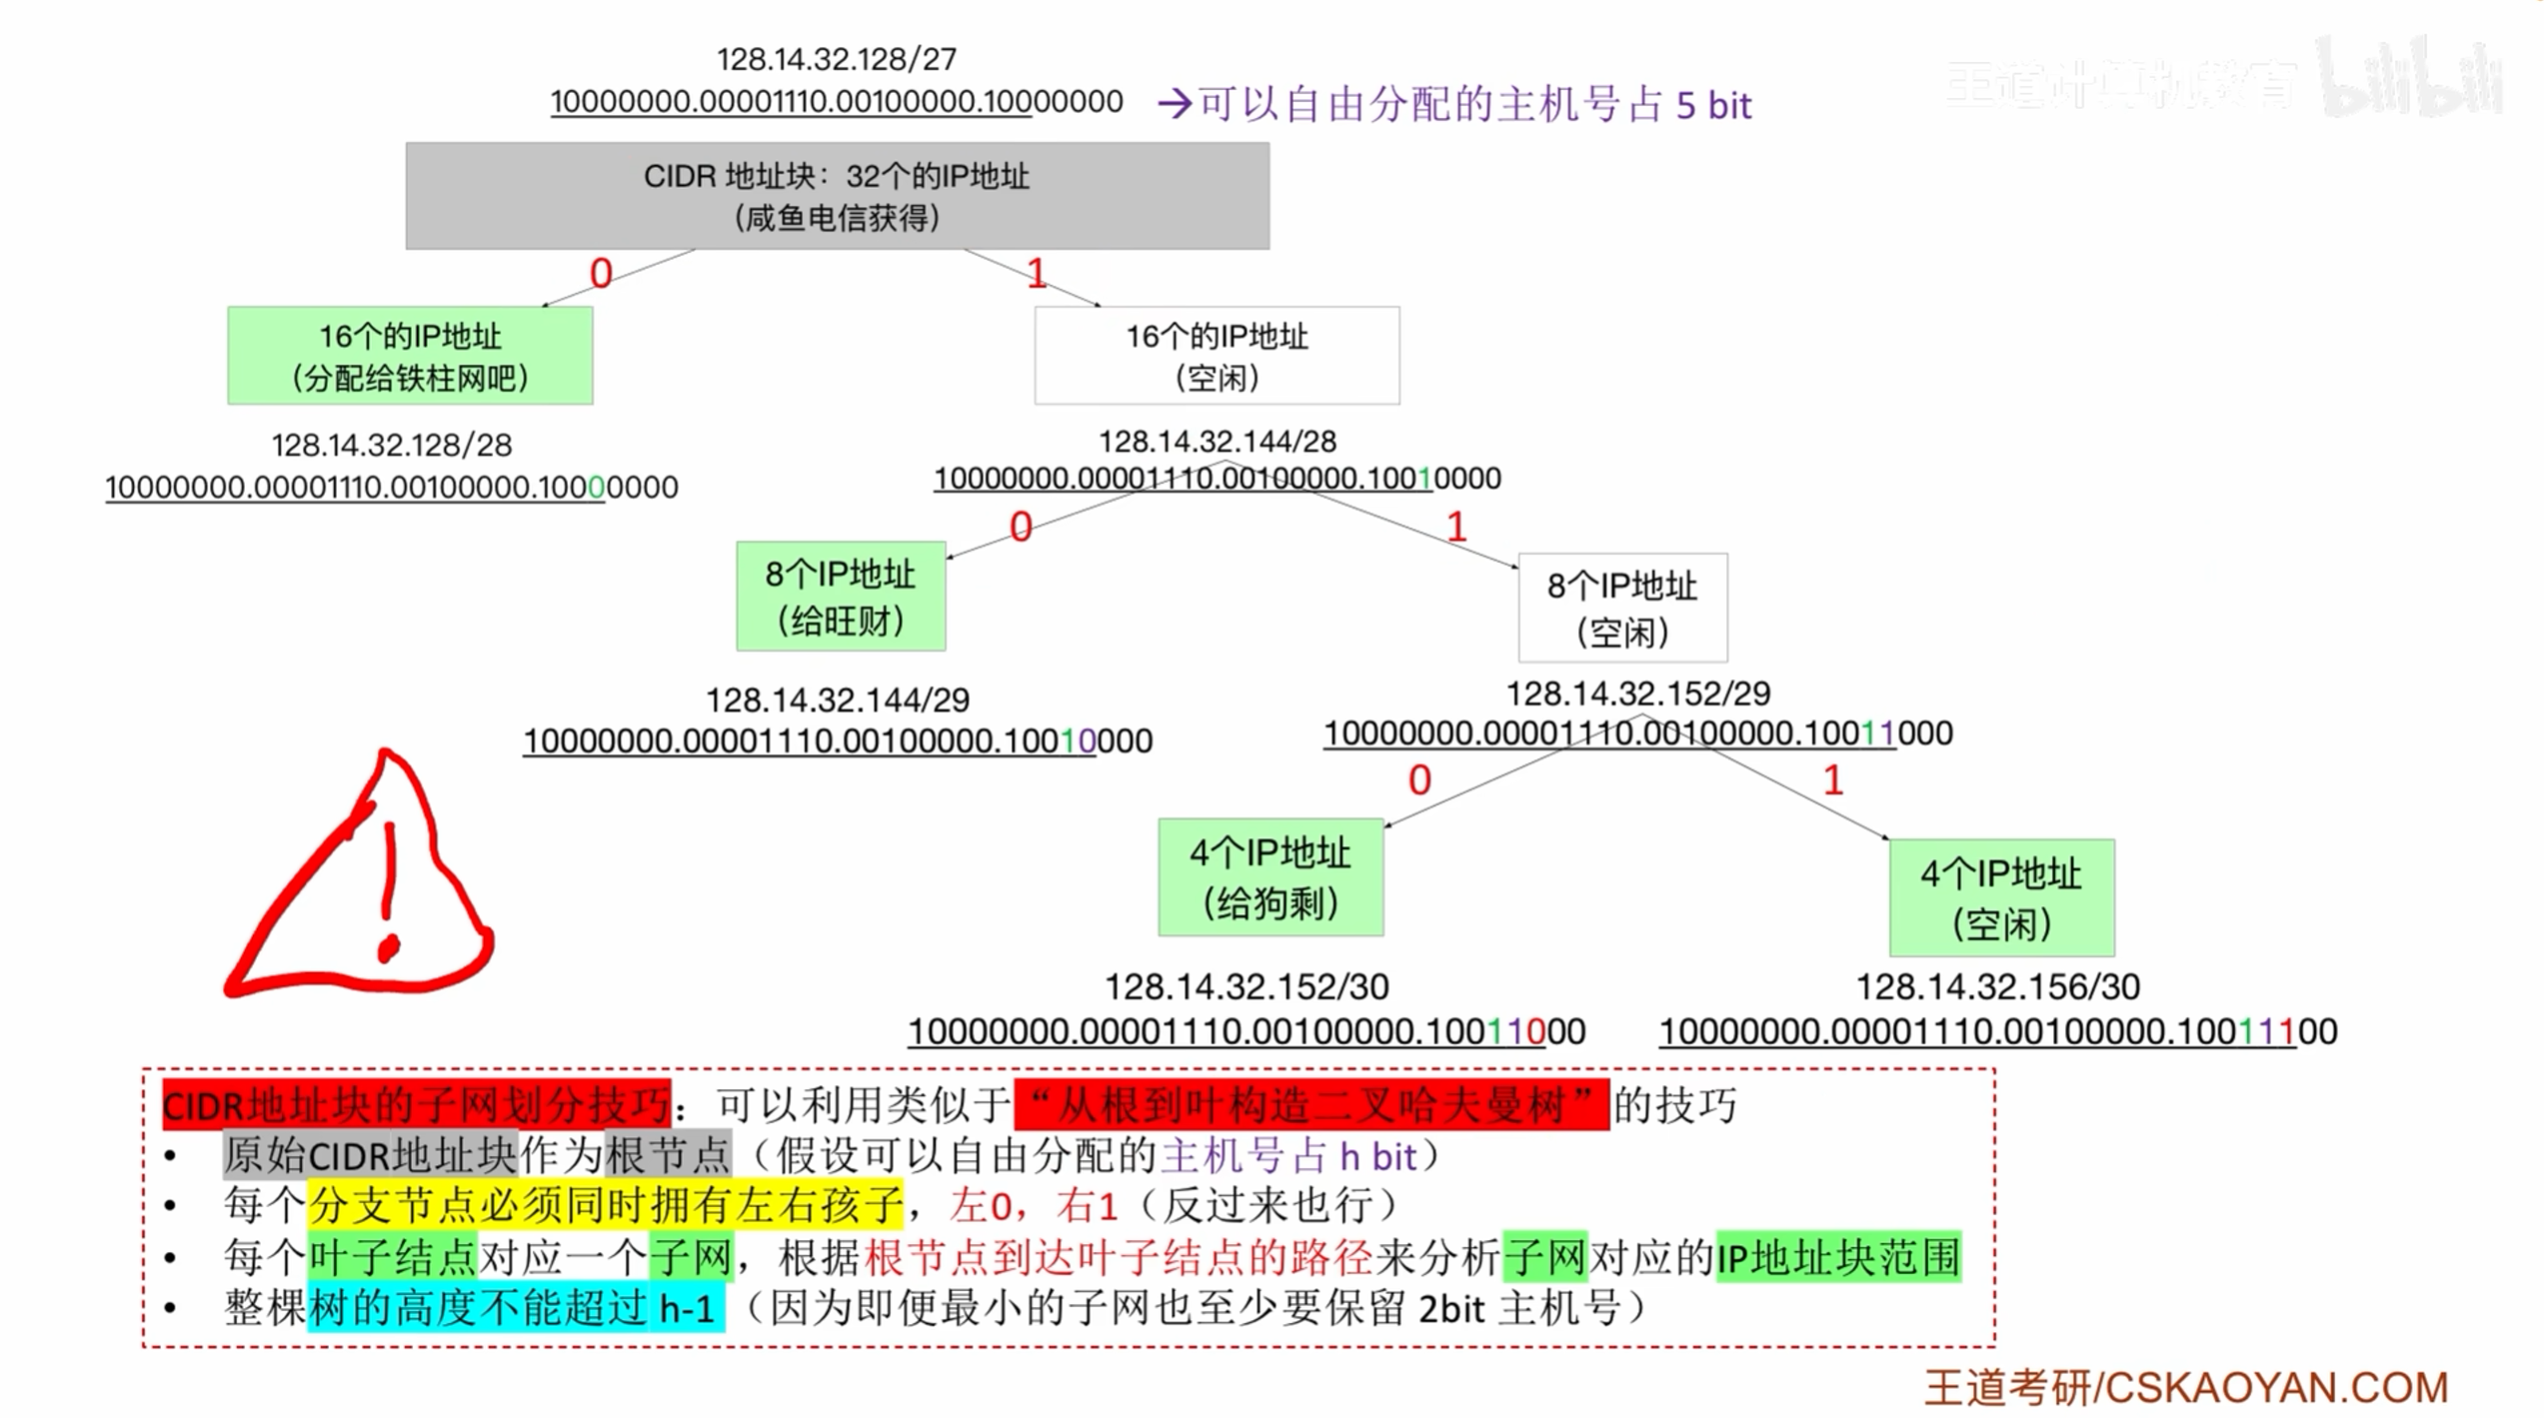 128.14.32.128/27
10000000.00001110.00100000.10000000
→可以自由分配的主机号占 5 bit
王道计算机教育 bilibili
CIDR 地址块：32个的IP地址
（咸鱼电信获得）
0
1
16个的IP地址
（分配给铁柱网吧）
16个的IP地址
（空闲）
128.14.32.128/28
10000000.00001110.00100000.10000000
128.14.32.144/28
10000000.00001110.00100000.10010000
0
1
8个IP地址
（给旺财）
8个IP地址
（空闲）
128.14.32.144/29
10000000.00001110.00100000.10010000
128.14.32.152/29
10000000.00001110.00100000.10011000
0
1
4个IP地址
（给狗剩）
4个IP地址
（空闲）
128.14.32.152/30
10000000.00001110.00100000.10011000
128.14.32.156/30
10000000.00001110.00100000.10011100
!
CIDR地址块的子网划分技巧：可以利用类似于“从根到叶构造二叉哈夫曼树”的技巧
• 原始CIDR地址块作为根节点（假设可以自由分配的主机号占 h bit）
• 每个分支节点必须同时拥有左右孩子，左0，右1（反过来也行）
• 每个叶子结点对应一个子网，根据根节点到达叶子结点的路径来分析子网对应的IP地址块范围
• 整棵树的高度不能超过 h-1（因为即便最小的子网也至少要保留 2bit 主机号）
王道考研/CSKAOYAN.COM